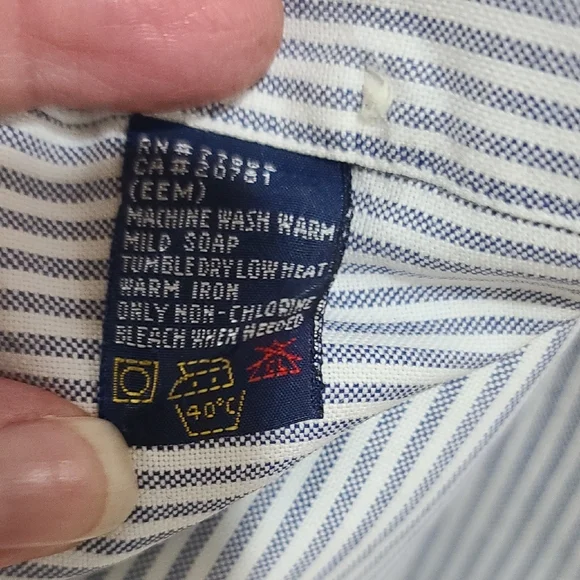 RN#
CA#20781
(EEM)
MACHINE WASH WARM
MILD SOAP
TUMBLE DRY LOW HEAT
WARM IRON
ONLY NON-CHLORINE
BLEACH WHEN NEEDED
40°C